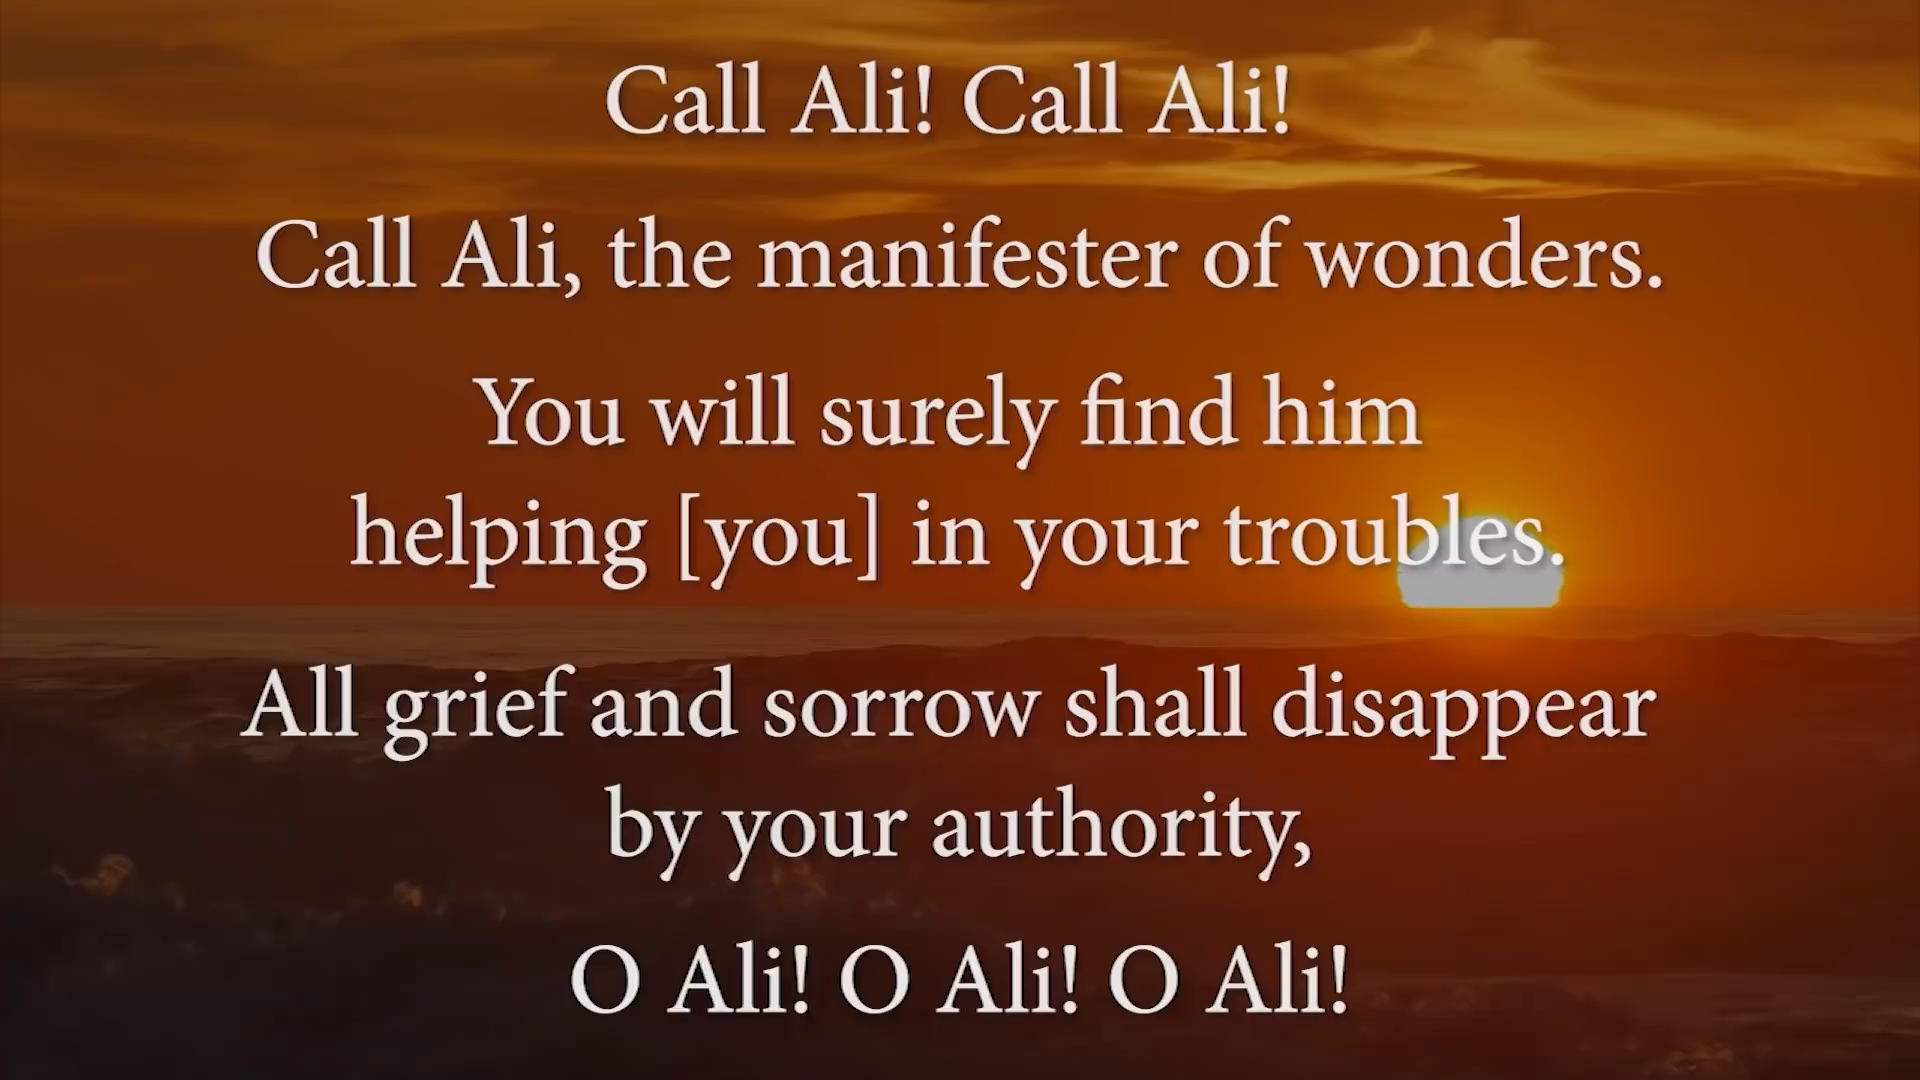 Call Ali! Call Ali!
Call Ali, the manifester of wonders.
You will surely find him
helping [you] in your troubles.
All grief and sorrow shall disappear
by your authority,
O Ali! O Ali! O Ali!